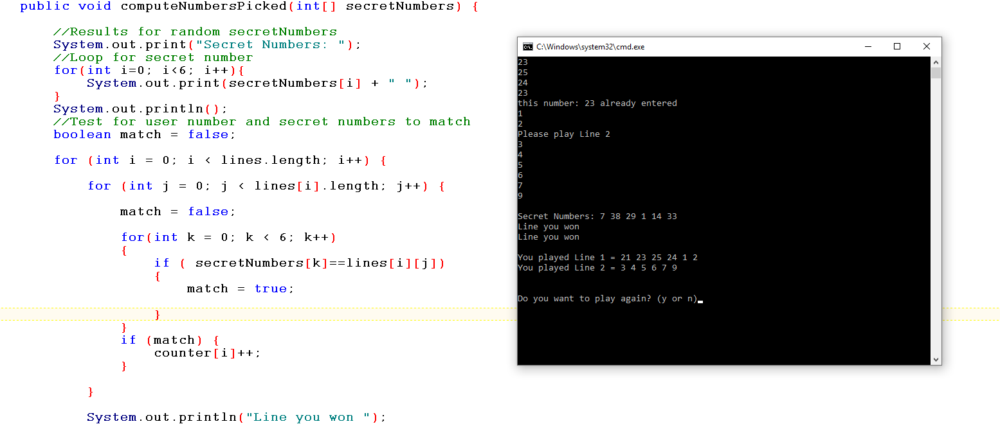 public void computeNumbersPicked(int[] secretNumbers) {
//Results for random secretNumbers
System.out.print("Secret Numbers: ");
//Loop for secret number
for(int i=0; i<6; i++){
System.out.print(secretNumbers[i] + " ");
}
System.out.println();
//Test for user number and secret numbers to match
boolean match = false;
for (int i = 0; i < lines.length; i++) {
for (int j = 0; j < lines[i].length; j++) {
match = false;
for(int k = 0; k < 6; k++)
{
if ( secretNumbers[k]==lines[i][j])
{
match = true;
}
}
if (match) {
counter[i]++;
}
}
System.out.println("Line you won ");
C:\Windows\system32\cmd.exe
23
25
24
23
this number: 23 already entered
1
2
Please play Line 2
3
4
5
6
7
9
Secret Numbers: 7 38 29 1 14 33
Line you won
Line you won
You played Line 1 = 21 23 25 24 1 2
You played Line 2 = 3 4 5 6 7 9
Do you want to play again? (y or n)